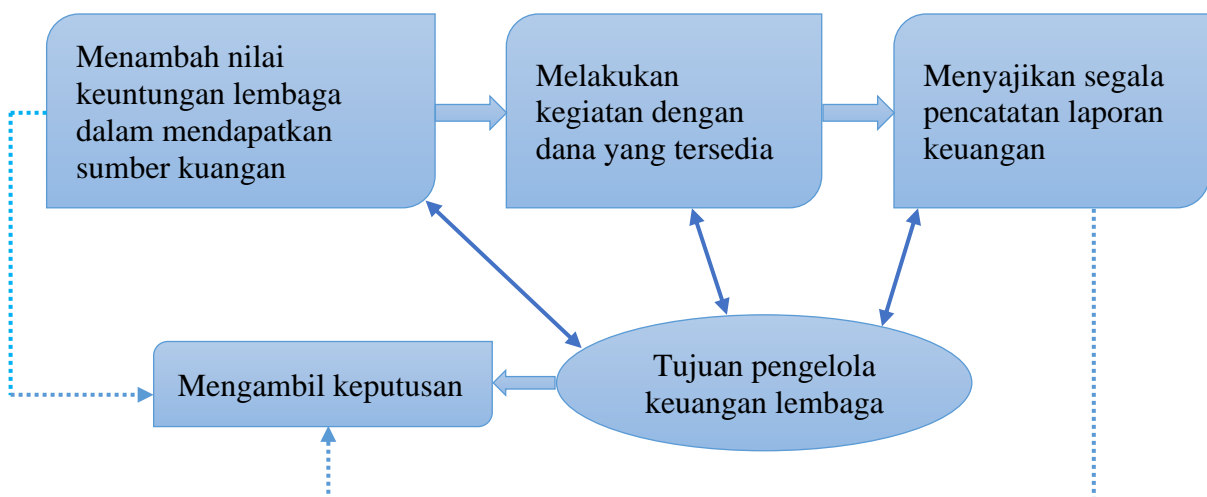 Menambah nilai
keuntungan lembaga
dalam mendapatkan
sumber kuangan
Melakukan
kegiatan dengan
dana yang tersedia
Menyajikan segala
pencatatan laporan
keuangan
Mengambil keputusan
Tujuan pengelola
keuangan lembaga